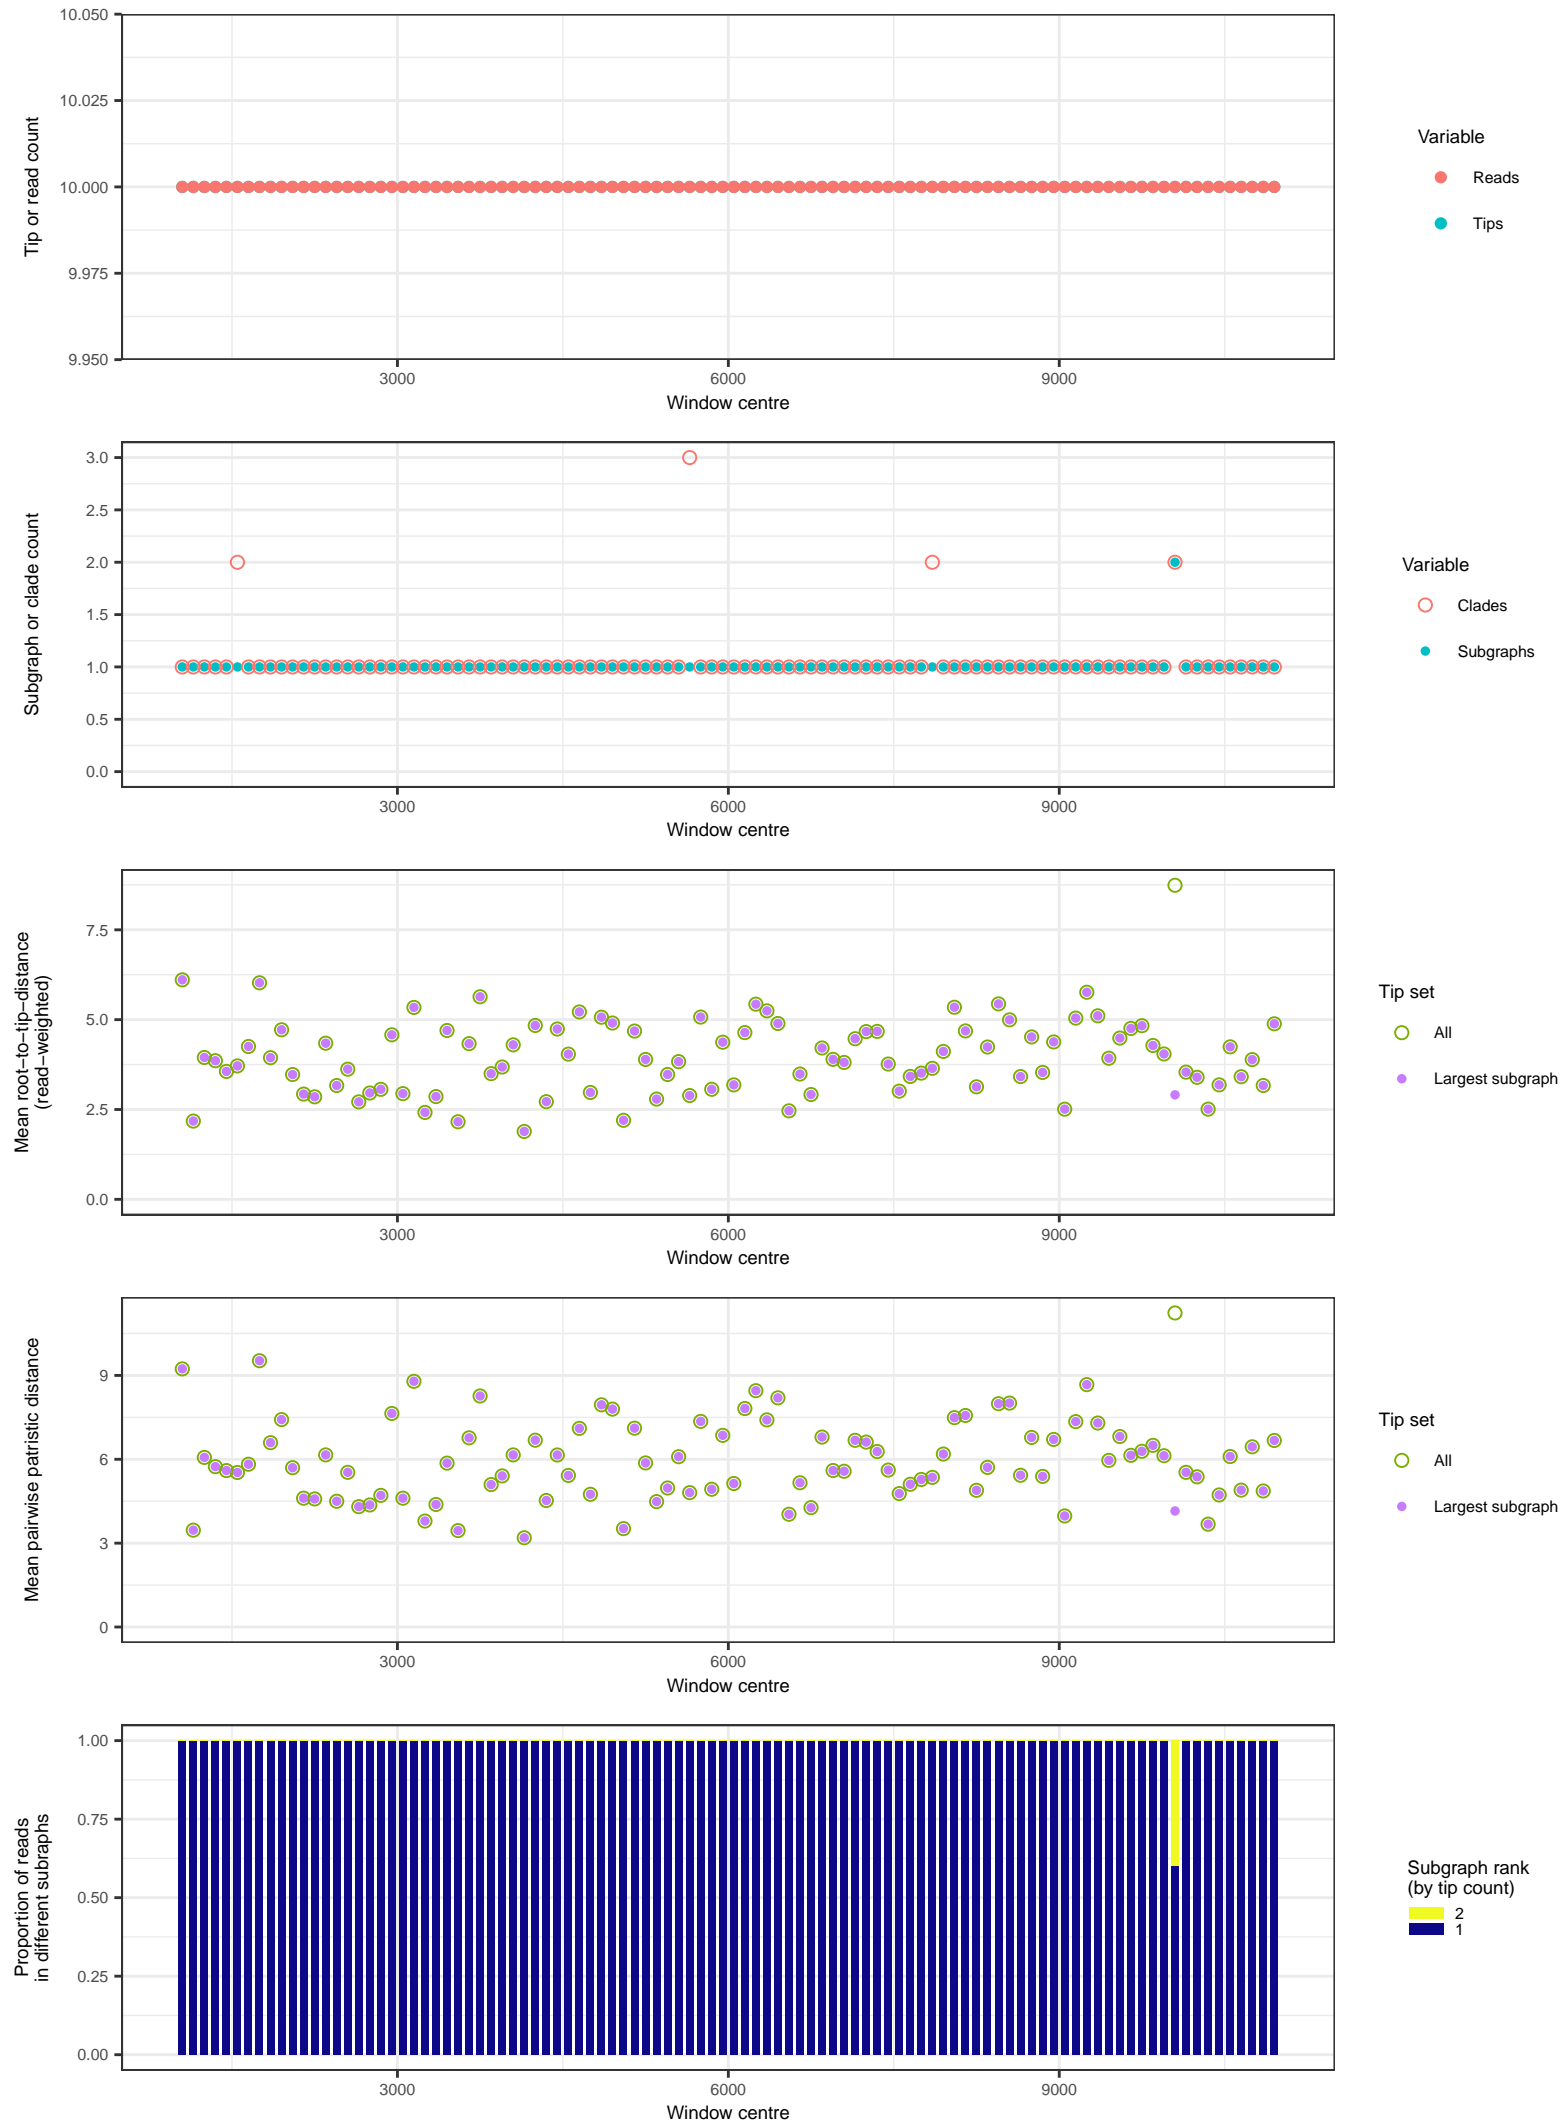 10.050
10.025
10.000
9.975
9.950
Tip or read count
3000
6000
9000
Window centre
Variable
Reads
Tips
3.0
2.5
2.0
1.5
1.0
0.5
0.0
Subgraph or clade count
3000
6000
9000
Window centre
Variable
Clades
Subgraphs
7.5
5.0
2.5
0.0
Mean root−to−tip−distance
(read−weighted)
3000
6000
9000
Window centre
Tip set
All
Largest subgraph
9
6
3
0
Mean pairwise patristic distance
3000
6000
9000
Window centre
Tip set
All
Largest subgraph
1.00
0.75
0.50
0.25
0.00
Proportion of reads
in different subraphs
3000
6000
9000
Window centre
Subgraph rank
(by tip count)
2
1